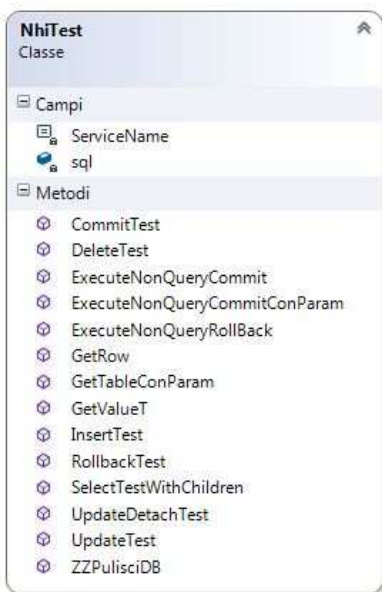 NhiTest
Classe
Campi
ServiceName
sql
Metodi
CommitTest
DeleteTest
ExecuteNonQueryCommit
ExecuteNonQueryCommitConParam
ExecuteNonQueryRollBack
GetRow
GetTableConParam
GetValueT
InsertTest
RollbackTest
SelectTestWithChildren
UpdateDetachTest
UpdateTest
ZZPulisciDB